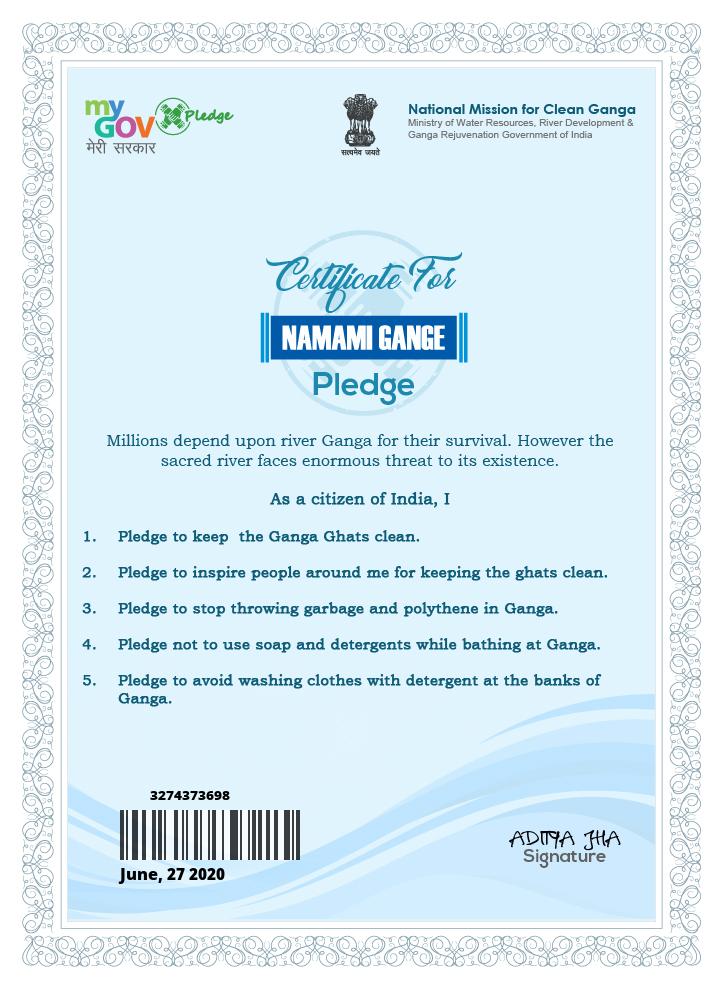 my
GOV
मेरी सरकार
Pledge
सत्यमेव जयते
National Mission for Clean Ganga
Ministry of Water Resources, River Development &
Ganga Rejuvenation Government of India
Certificate For
NAMAMI GANGE
Pledge
Millions depend upon river Ganga for their survival. However the
sacred river faces enormous threat to its existence.
As a citizen of India, I
1. Pledge to keep the Ganga Ghats clean.
2. Pledge to inspire people around me for keeping the ghats clean.
3. Pledge to stop throwing garbage and polythene in Ganga.
4. Pledge not to use soap and detergents while bathing at Ganga.
5. Pledge to avoid washing clothes with detergent at the banks of
Ganga.
3274373698
June, 27 2020
ADITYA JHA
Signature